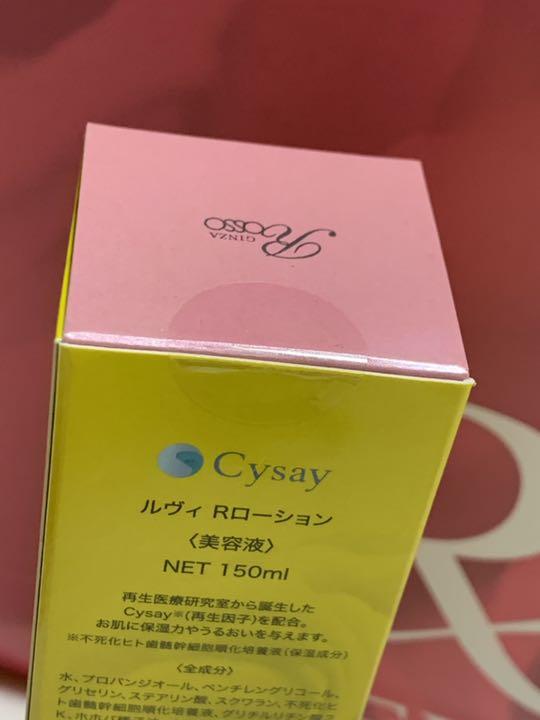 GINZA
Rosso
Cysay
ルヴィ Rローション
〈美容液〉
NET 150ml
再生医療研究室から誕生した
Cysay※(再生因子)を配合。
お肌に保湿力やうるおいを与えます。
※不死化ヒト歯髄幹細胞順化培養液(保湿成分)
〈全成分〉
水、プロパンジオール、ペンチレングリコール、
グリセリン、ステアリン酸、スクワラン、不死化ヒ
ト歯髄幹細胞順化培養液、グリチルリチン酸2
K、ホホバ種子油
R